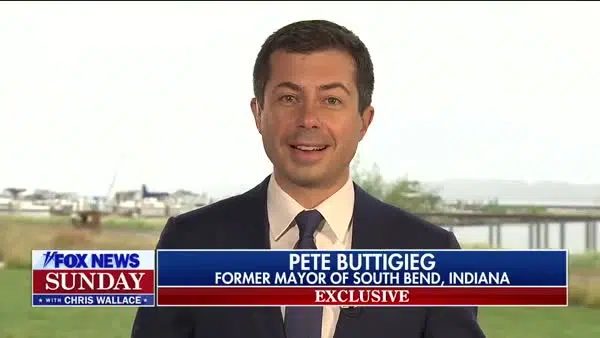 FOX NEWS
SUNDAY
WITH CHRIS WALLACE
PETE BUTTIGIEG
FORMER MAYOR OF SOUTH BEND, INDIANA
EXCLUSIVE